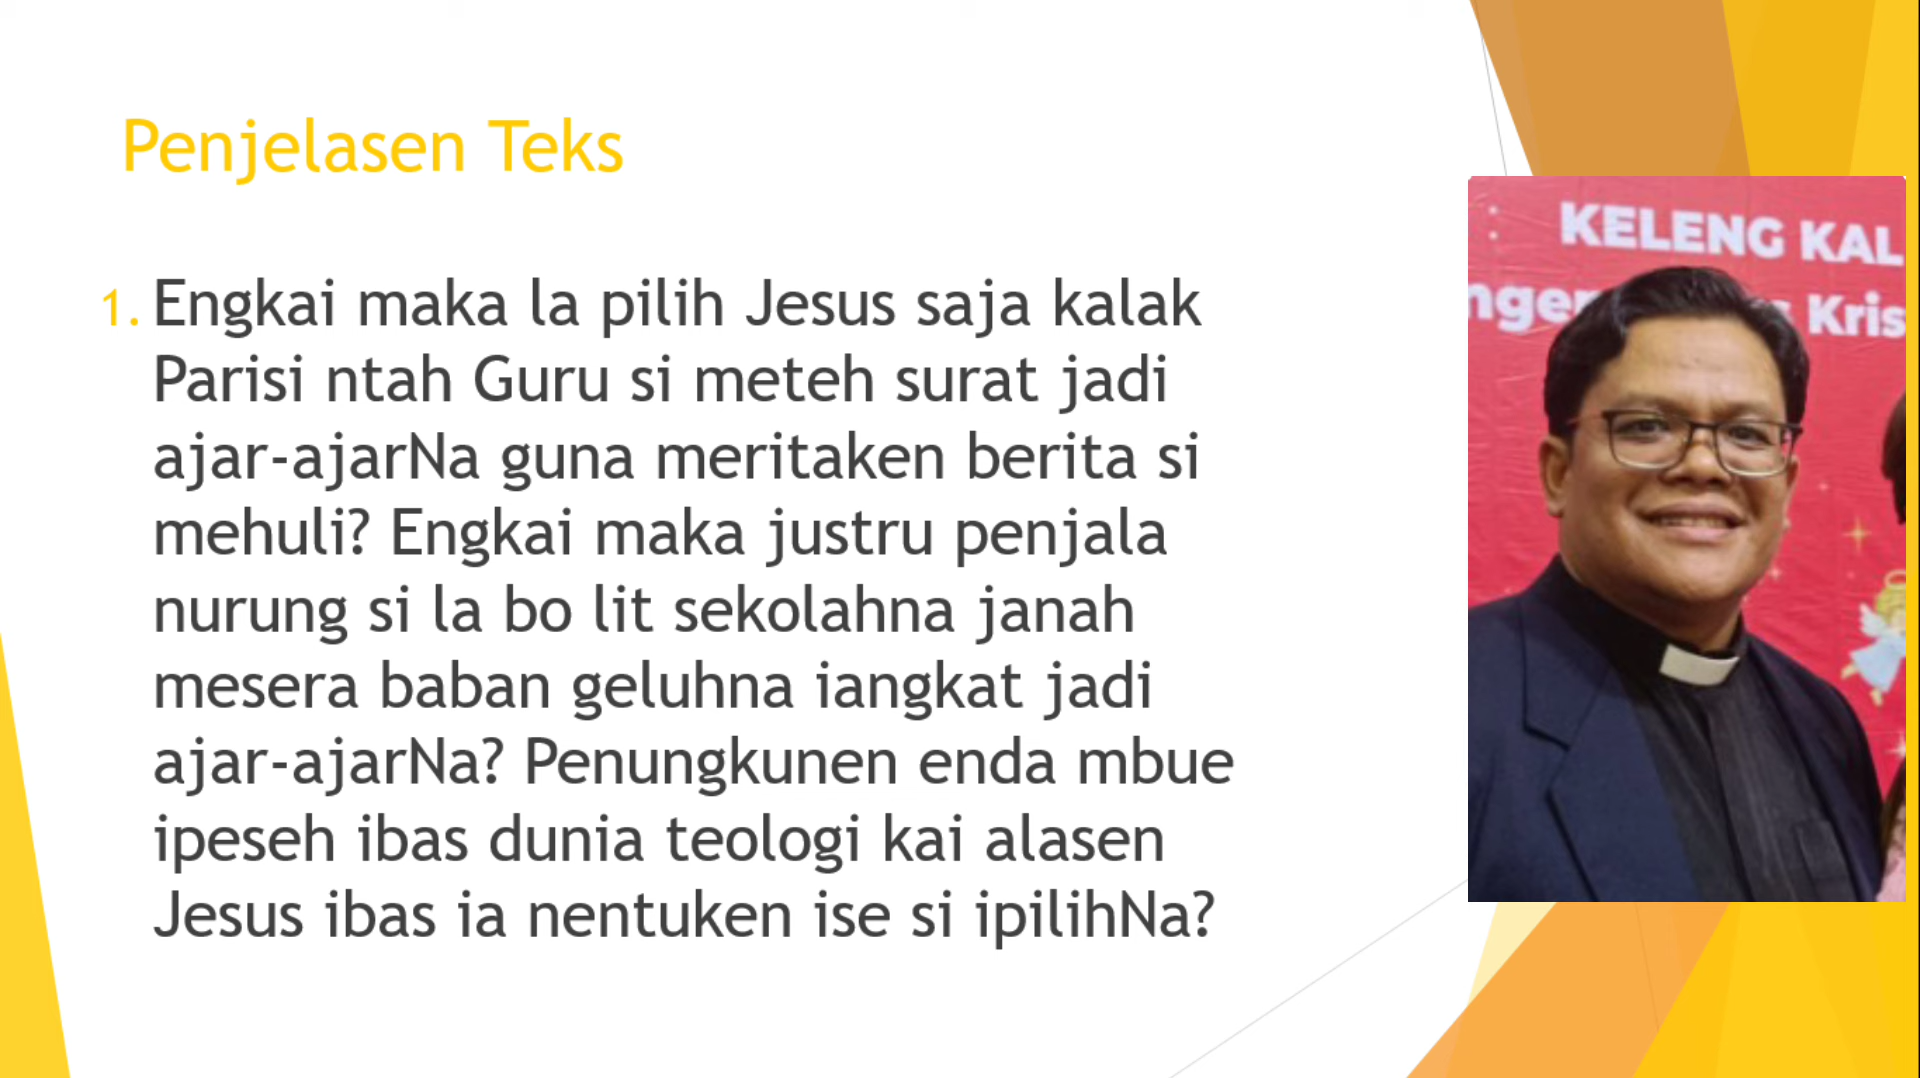 Penjelasen Teks
1. Engkai maka la pilih Jesus saja kalak
Parisi ntah Guru si meteh surat jadi
ajar-ajarNa guna meritaken berita si
mehuli? Engkai maka justru penjala
nurung si la bo lit sekolahna janah
mesera baban geluhna iangkat jadi
ajar-ajarNa? Penungkunen enda mbue
ipeseh ibas dunia teologi kai alasen
Jesus ibas ia nentuken ise si ipilihNa?
KELENG KAL
Kris